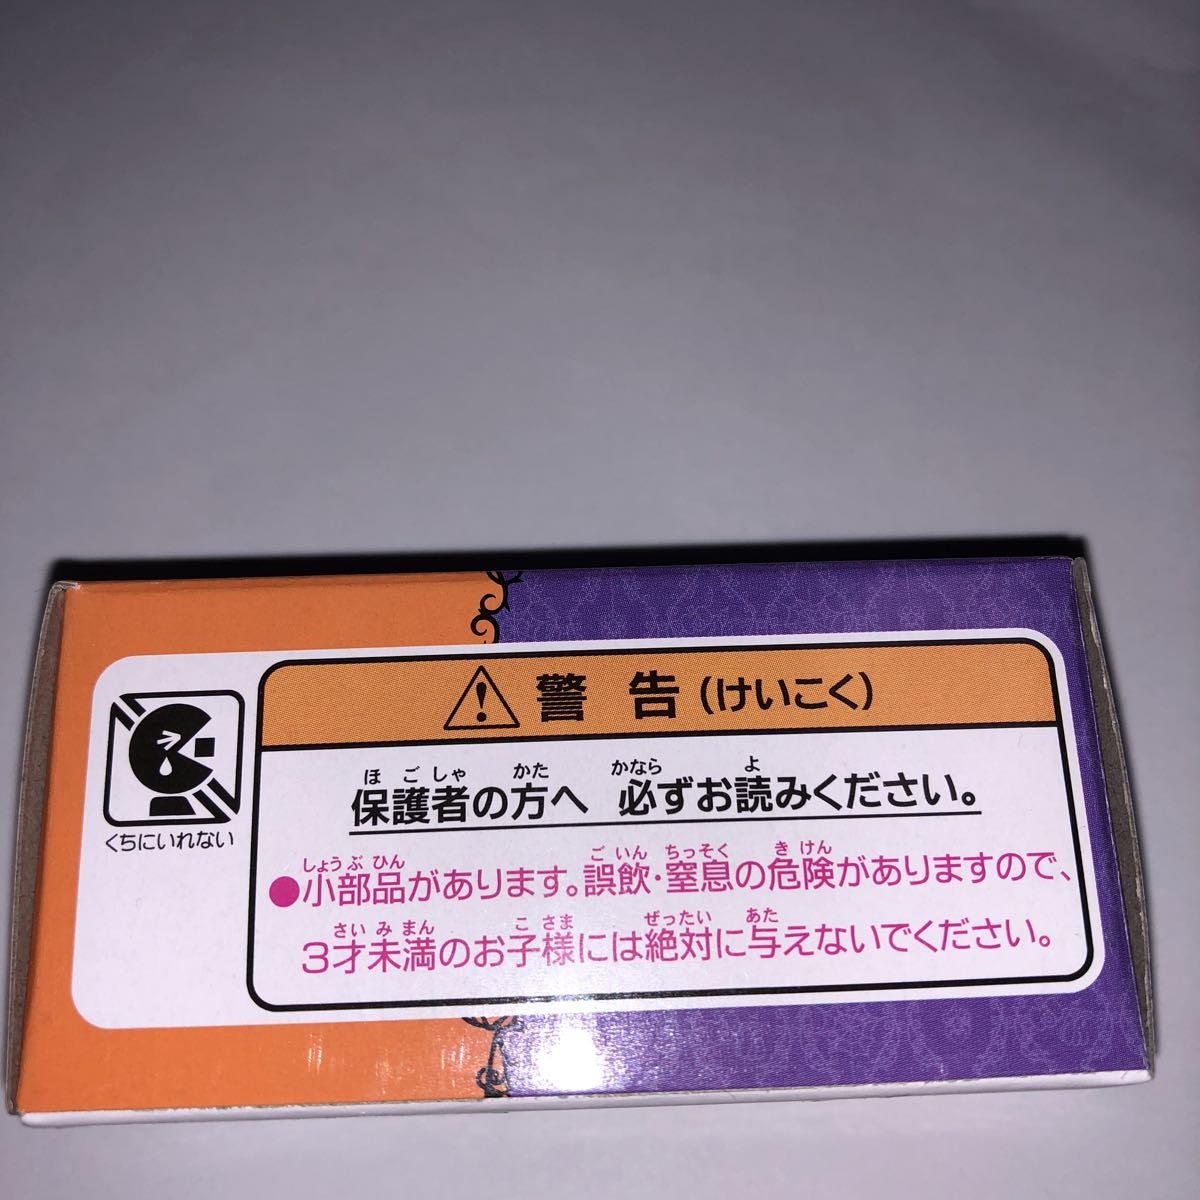 警告(けいこく)
ほごしゃ かた かなら よ
保護者の方へ 必ずお読みください。
しょうぶひん ごいん ちっそく きけん
●小部品があります。誤飲・窒息の危険がありますので、
さいみまん こさま ぜったい あた
3才未満のお子様には絶対に与えないでください。
くちにいれない